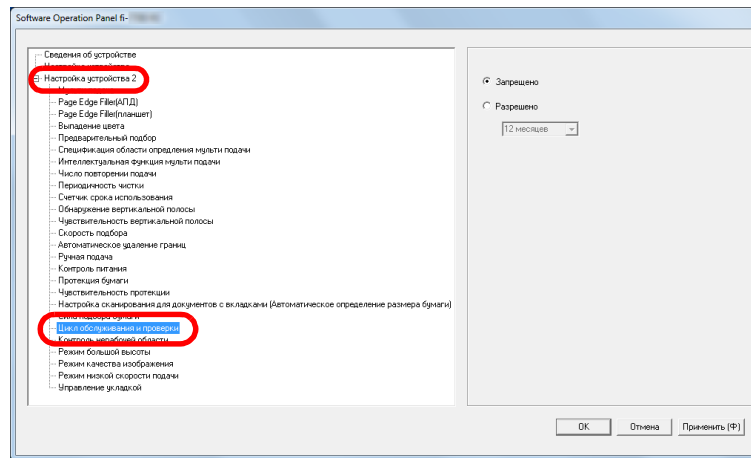 Software Operation Panel fi-
Сведения об устройстве
Настройка устройства 2
Page Edge Filler(АПД)
Page Edge Filler(планшет)
Выпадение цвета
Предварительный подбор
Спецификация области опредления мульти подачи
Интеллектуальная функция мульти подачи
Число повторении подачи
Периодичность чистки
Счетчик срока использования
Обнаружение вертикальной полосы
Чувствительность вертикальной полосы
Скорость подбора
Автоматическое удаление границ
Ручная подача
Контроль питания
Протекция бумаги
Чувствительность протекции
Настройка сканирования для документов с вкладками (Автоматическое определение размера бумаги)
Цикл обслуживания и проверки
Контроль нерабочей области
Режим большой высоты
Режим качества изображения
Режим низкой скорости подачи
Управление укладкой
Запрещено
Разрешено
12 месяцев
OK Отмена Применить (Ф)